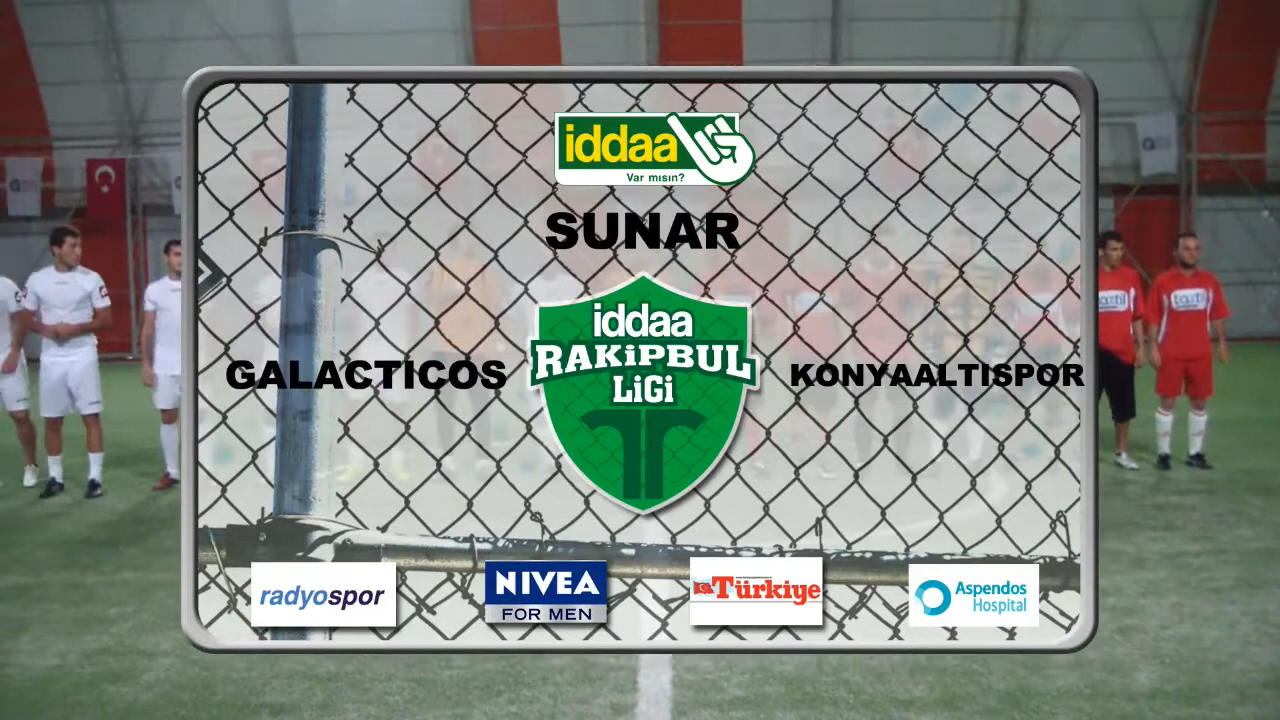 iddaa
Var mısın?
SUNAR
iddaa
RAKiPBUL
LiGi
GALACTICOS
KONYAALTISPOR
radyospor
NIVEA
FOR MEN
Türkiye
Aspendos
Hospital